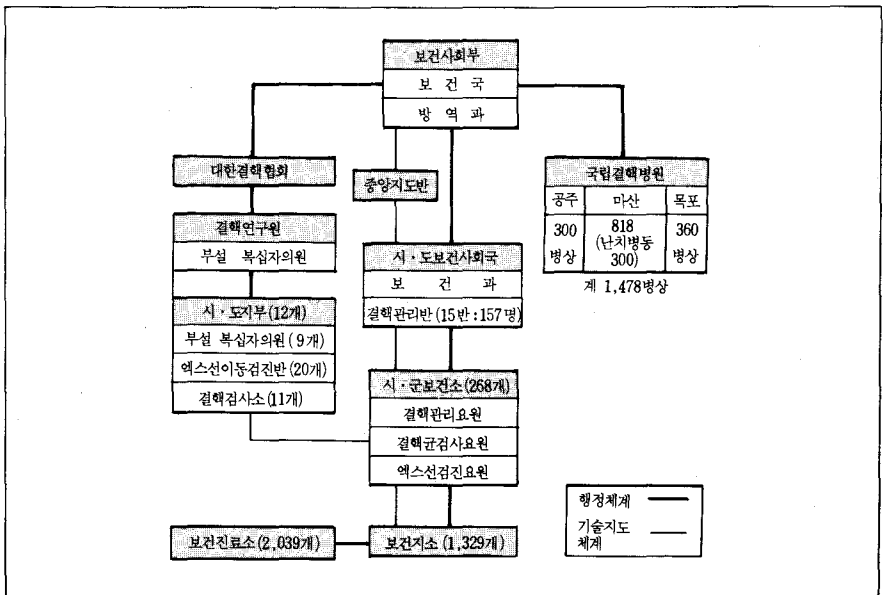 보건사회부
보 건 국
방 역 과
대한결핵협회
결핵연구원
부설 복십자의원
시·도지부(12개)
부설 복십자의원(9개)
엑스선이동검진반(20개)
결핵검사소(11개)
중앙지도반
시·도보건사회국
보 건 과
결핵관리반(15반:157명)
시·군보건소(268개)
결핵관리요원
결핵균검사요원
엑스선검진요원
보건진료소(2,039개)
보건지소(1,329개)
국립결핵병원
공주 마산 목포
300 818 360
병상 (난치병동 병상
300)
계 1,478병상
행정체계
기술지도
체계